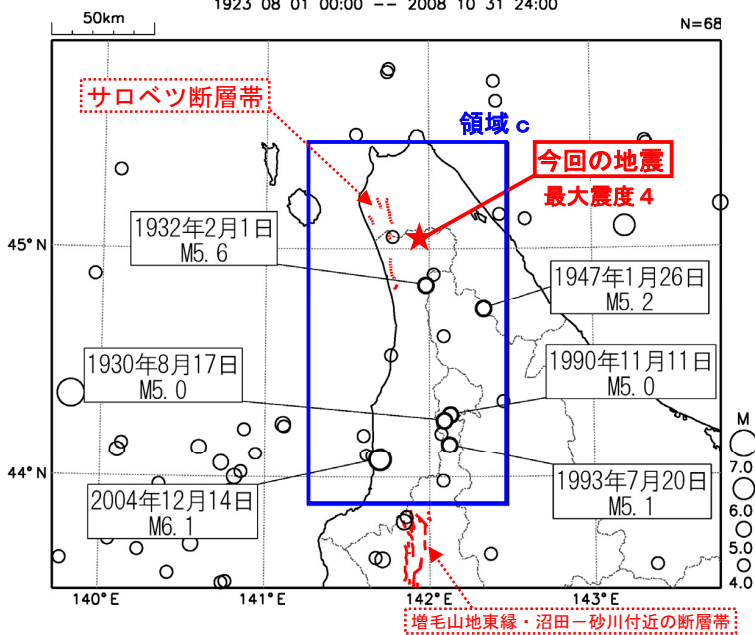 1923 08 01 00:00 -- 2008 10 31 24:00
50km
N=68
サロベツ断層帯
領域 c
今回の地震
最大震度 4
1932年2月1日
M5.6
45°N
1947年1月26日
M5.2
1930年8月17日
M5.0
1990年11月11日
M5.0
44°N
2004年12月14日
M6.1
1993年7月20日
M5.1
M
7.0
6.0
5.0
4.0
140°E
141°E
142°E
143°E
増毛山地東縁・沼田－砂川付近の断層帯